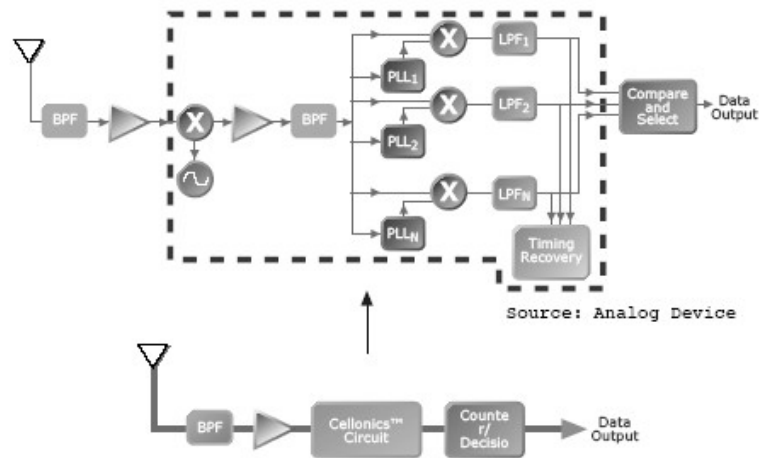 BPF
X
BPF
PLL1
X
LPF1
PLL2
X
LPF2
PLLN
X
LPFN
Compare
and
Select
Data
Output
Timing
Recovery
Source: Analog Device
BPF
Cellonics™
Circuit
Counte
r/
Decisio
Data
Output